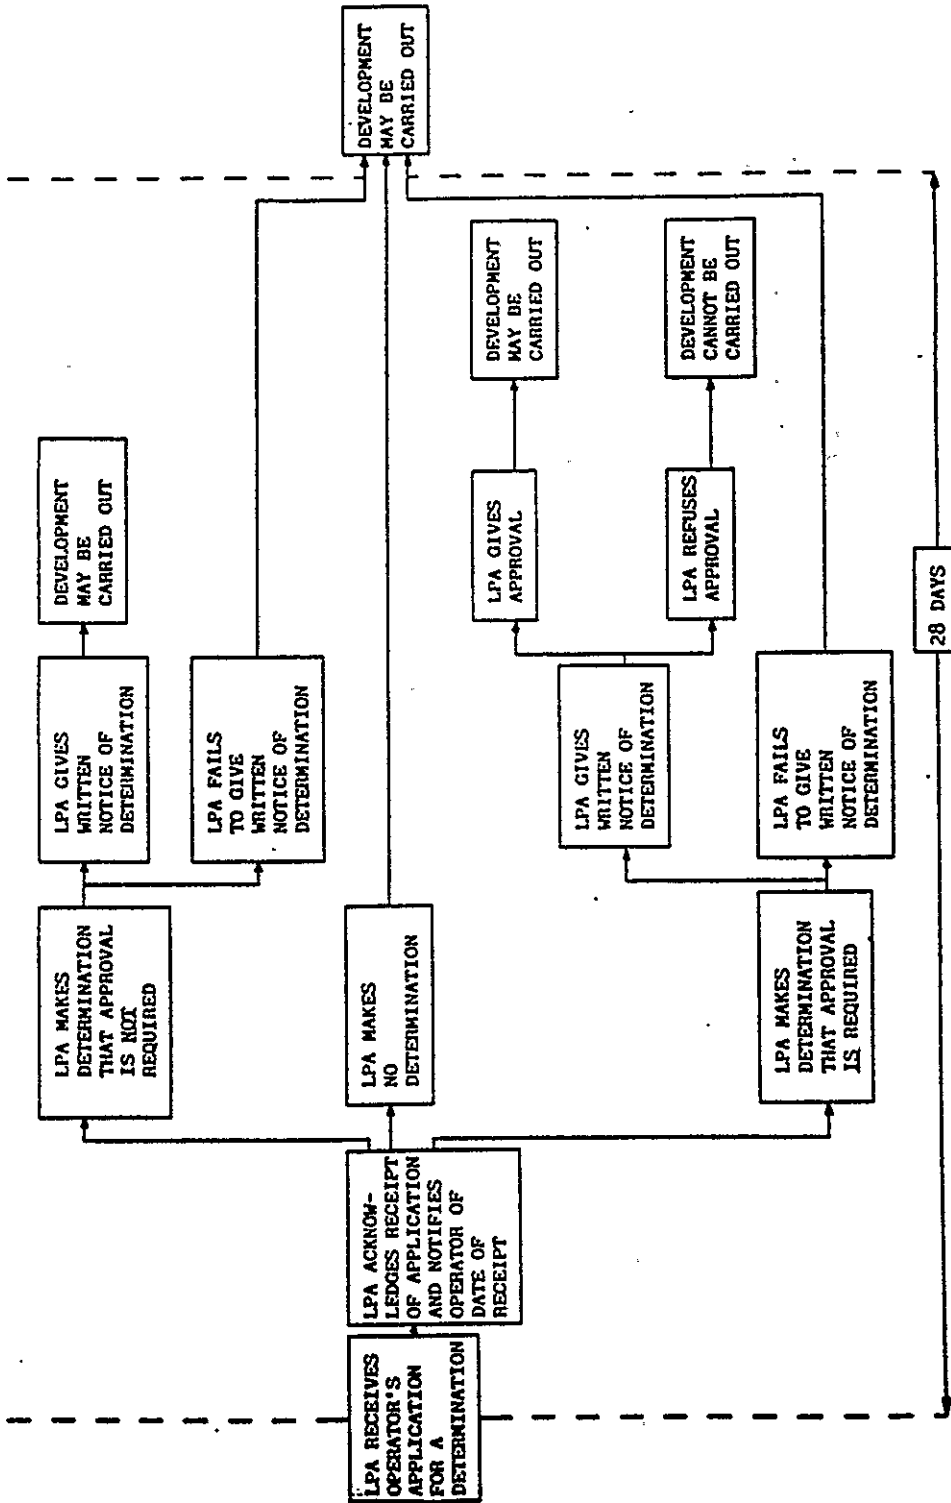 LPA RECEIVES
OPERATOR'S
APPLICATION
FOR A
DETERMINATION
LPA ACKNOW-
LEDGES RECEIPT
OF APPLICATION
AND NOTIFIES
OPERATOR OF
DATE OF
RECEIPT
LPA MAKES
DETERMINATION
THAT APPROVAL
IS NOT
REQUIRED
LPA GIVES
WRITTEN
NOTICE OF
DETERMINATION
DEVELOPMENT
MAY BE
CARRIED OUT
LPA FAILS
TO GIVE
WRITTEN
NOTICE OF
DETERMINATION
LPA MAKES
NO
DETERMINATION
DEVELOPMENT
MAY BE
CARRIED OUT
LPA MAKES
DETERMINATION
THAT APPROVAL
IS REQUIRED
LPA GIVES
WRITTEN
NOTICE OF
DETERMINATION
LPA GIVES
APPROVAL
DEVELOPMENT
MAY BE
CARRIED OUT
LPA REFUSES
APPROVAL
DEVELOPMENT
CANNOT BE
CARRIED OUT
LPA FAILS
TO GIVE
WRITTEN
NOTICE OF
DETERMINATION
28 DAYS